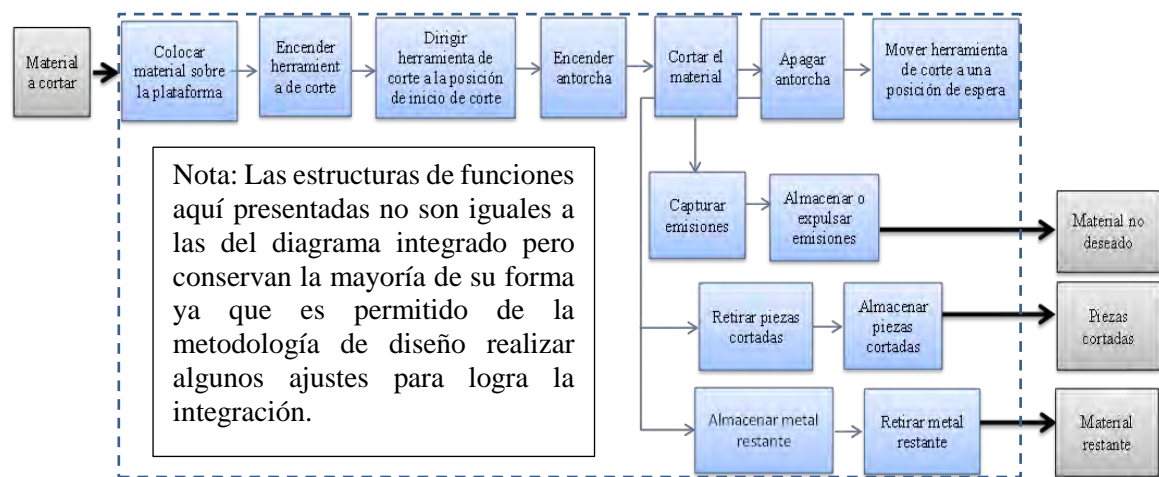 Material
a cortar
Colocar
material sobre
la plataforma
Encender
herramient
a de corte
Dirigir
herramienta de
corte a la posición
de inicio de corte
Encender
antorcha
Cortar el
material
Apagar
antorcha
Mover herramienta
de corte a una
posición de espera
Nota: Las estructuras de funciones
aquí presentadas no son iguales a
las del diagrama integrado pero
conservan la mayoría de su forma
ya que es permitido de la
metodología de diseño realizar
algunos ajustes para logra la
integración.
Capturar
emisiones
Almacenar o
expulsar
emisiones
Material no
deseado
Retirar piezas
cortadas
Almacenar
piezas
cortadas
Piezas
cortadas
Almacenar metal
restante
Retirar metal
restante
Material
restante